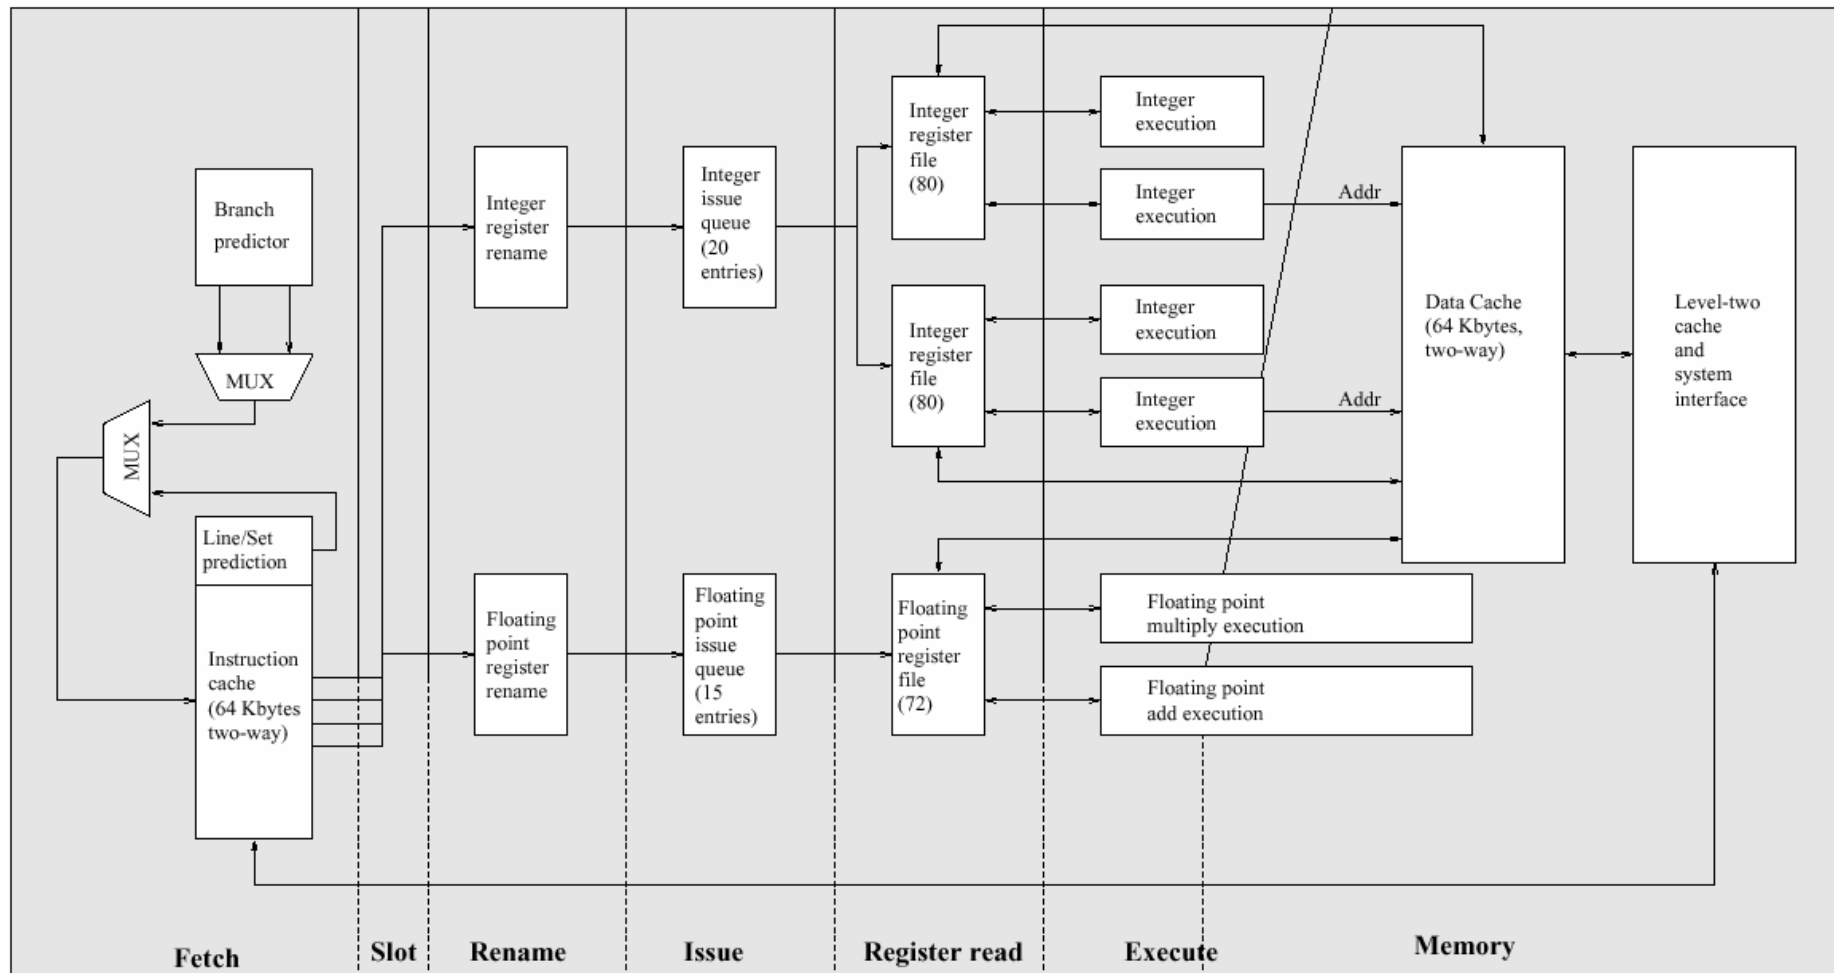 Branch
predictor
MUX
MUX
Line/Set
prediction
Instruction
cache
(64 Kbytes
two-way)
Integer
register
rename
Floating
point
register
rename
Integer
issue
queue
(20
entries)
Floating
point
issue
queue
(15
entries)
Integer
register
file
(80)
Integer
register
file
(80)
Floating
point
register
file
(72)
Integer
execution
Integer
execution
Addr
Integer
execution
Integer
execution
Addr
Floating point
multiply execution
Floating point
add execution
Data Cache
(64 Kbytes,
two-way)
Level-two
cache
and
system
interface
Fetch
Slot
Rename
Issue
Register read
Execute
Memory